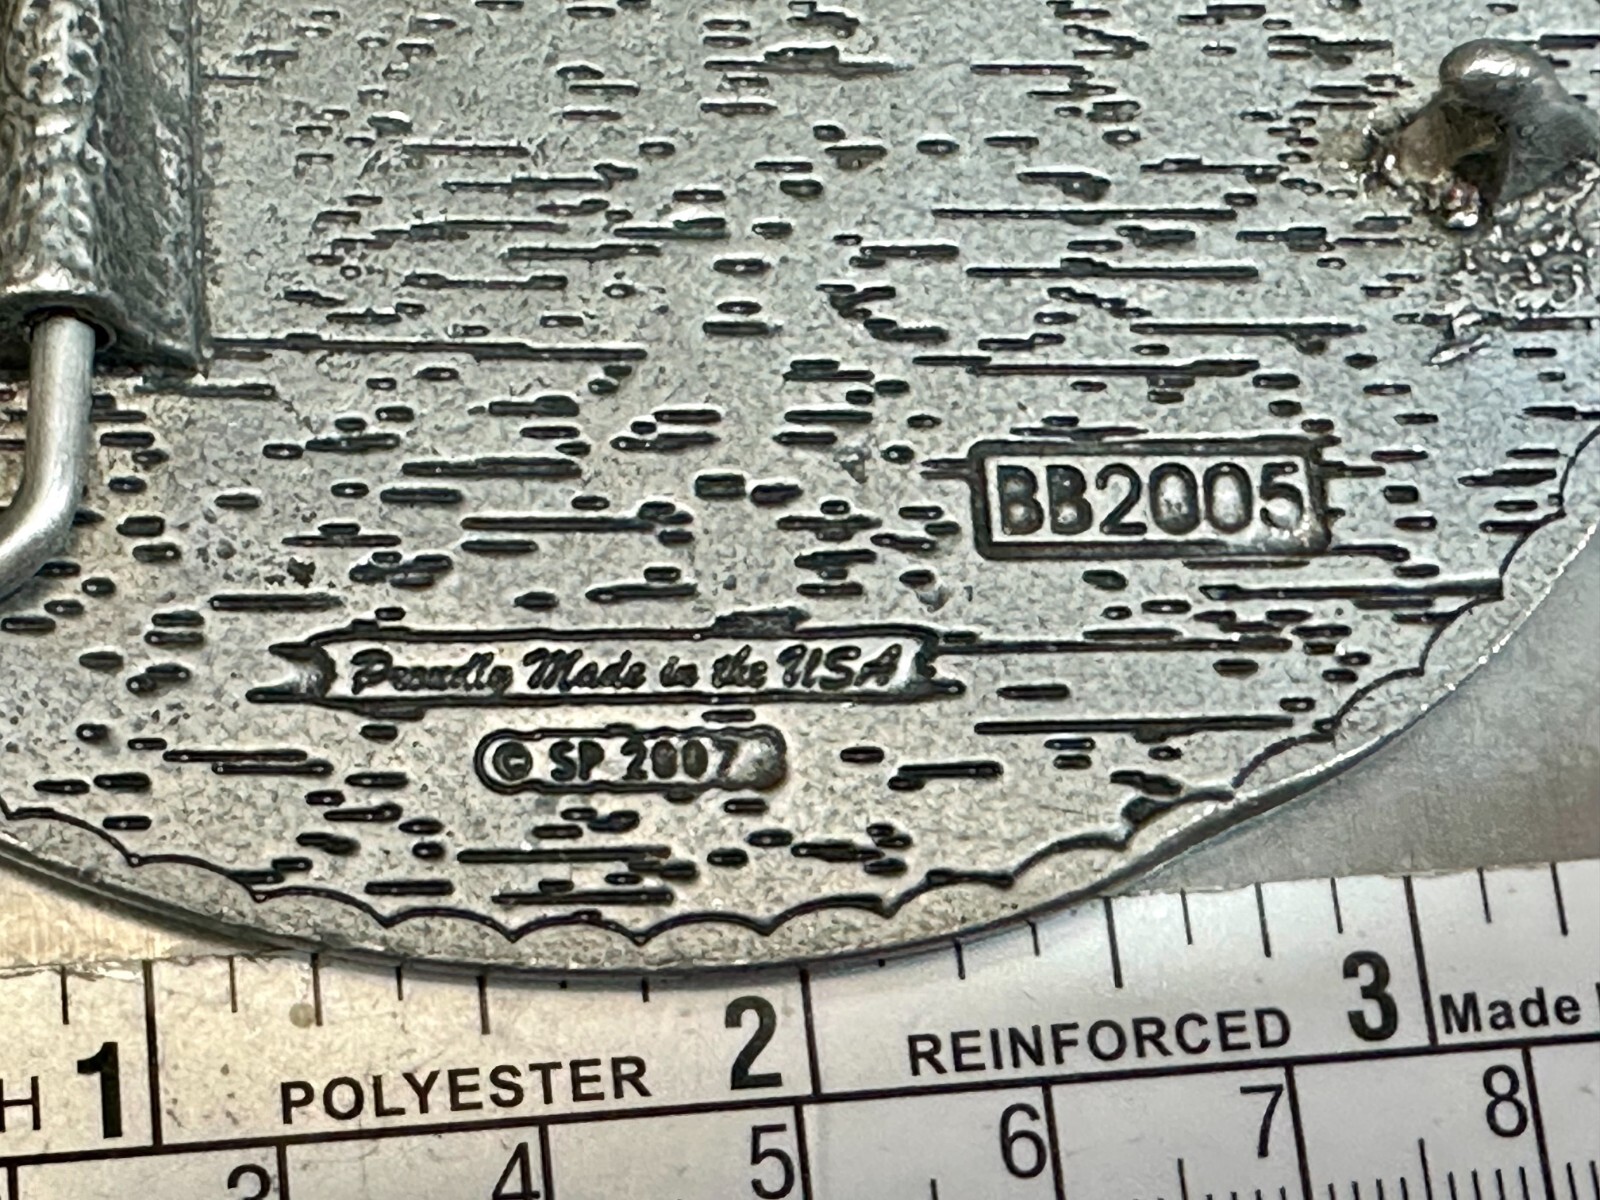 BB2005
Proudly Made in the USA
© SP 2007
H 1 POLYESTER 2 REINFORCED 3 Made
3 4 5 6 7 8